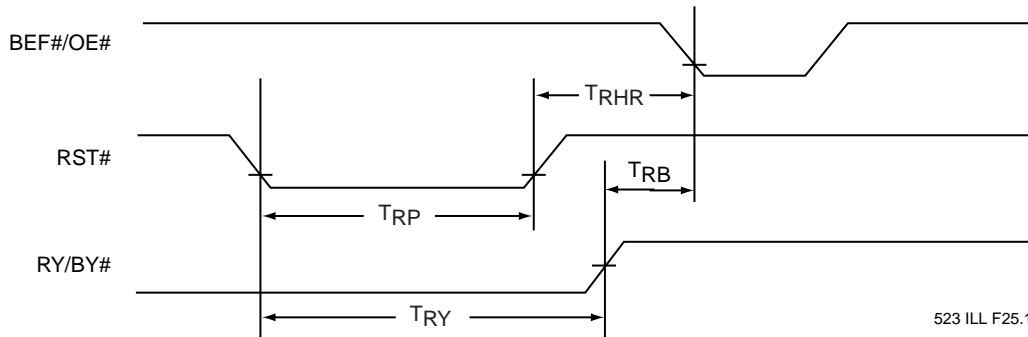 BEF#/OE#
TRHR
RST#
TRB
TRP
RY/BY#
TRY
523 ILL F25.1